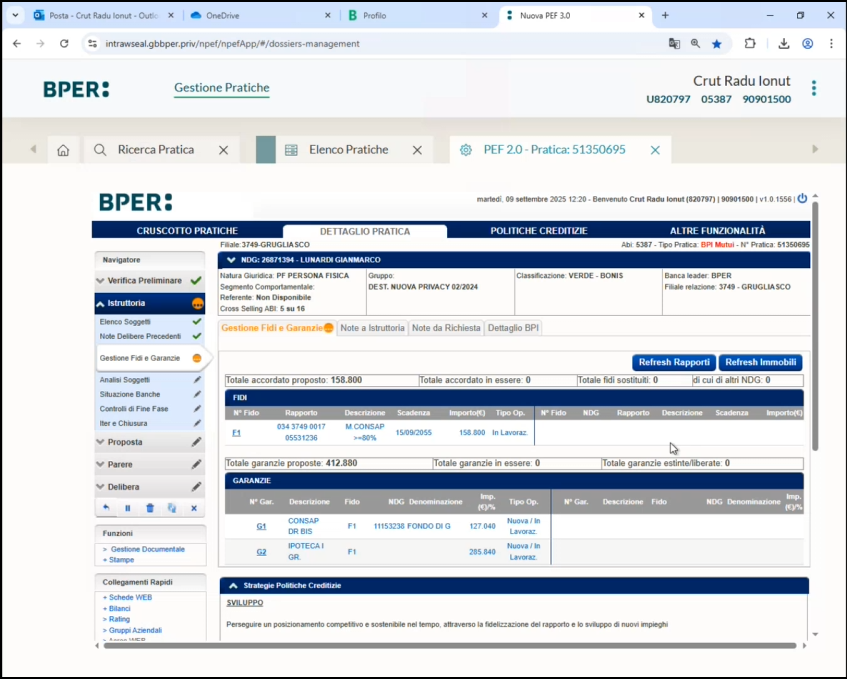 Posta - Crut Radu Ionut - Outlo
OneDrive
Profilo
Nuova PEF 3.0
intrawseal.gbbper.priv/npef/npefApp/#/dossiers-management
BPER:
Gestione Pratiche
Crut Radu Ionut
U820797 05387 90901500
Ricerca Pratica
Elenco Pratiche
PEF 2.0 - Pratica: 51350695
BPER:
martedì, 09 settembre 2025 12:20 - Benvenuto Crut Radu Ionut (820797) | 90901500 | v1.0.1556 |
CRUSCOTTO PRATICHE
DETTAGLIO PRATICA
POLITICHE CREDITIZIE
ALTRE FUNZIONALITÀ
Filiale: 3749-GRUGLIASCO
Abi: 5387 - Tipo Pratica: BPI Mutui - N° Pratica: 51350695
Navigatore
Verifica Preliminare
Istruttoria
Elenco Soggetti
Note Delibere Precedenti
Gestione Fidi e Garanzie
Analisi Soggetti
Situazione Banche
Controlli di Fine Fase
Iter e Chiusura
Proposta
Parere
Delibera
Funzioni
> Gestione Documentale
+ Stampe
Collegamenti Rapidi
+ Schede WEB
+ Bilanci
> Rating
> Gruppi Aziendali
NDG: 26871394 - LUNARDI GIANMARCO
Natura Giuridica: PF PERSONA FISICA
Segmento Comportamentale:
Referente: Non Disponibile
Cross Selling ABI: 5 su 16
Gruppo:
DEST. NUOVA PRIVACY 02/2024
Classificazione: VERDE - BONIS
Banca leader: BPER
Filiale relazione: 3749 - GRUGLIASCO
Gestione Fidi e Garanzie
Note a Istruttoria
Note da Richiesta
Dettaglio BPI
Refresh Rapporti
Refresh Immobili
Totale accordato proposto: 158.800
Totale accordato in essere: 0
Totale fidi sostituiti: 0
di cui di altri NDG: 0
FIDI
N° Fido Rapporto Descrizione Scadenza Importo(€) Tipo Op. N° Fido NDG Rapporto Descrizione Scadenza Importo(€)
F1 034 3749 0017 05531236 M.CONSAP >=80% 15/09/2055 158.800 In Lavoraz.
Totale garanzie proposte: 412.880
Totale garanzie in essere: 0
Totale garanzie estinte/liberate: 0
GARANZIE
N° Gar. Descrizione Fido NDG Denominazione Imp. (€)/% Tipo Op. N° Gar. Descrizione Fido NDG Denominazione Imp. (€)/%
G1 CONSAP DR BIS F1 11153238 FONDO DI G 127.040 Nuova / In Lavoraz.
G2 IPOTECA I GR. F1 285.840 Nuova / In Lavoraz.
Strategie Politiche Creditizie
SVILUPPO
Perseguire un posizionamento competitivo e sostenibile nel tempo, attraverso la fidelizzazione del rapporto e lo sviluppo di nuovi impieghi